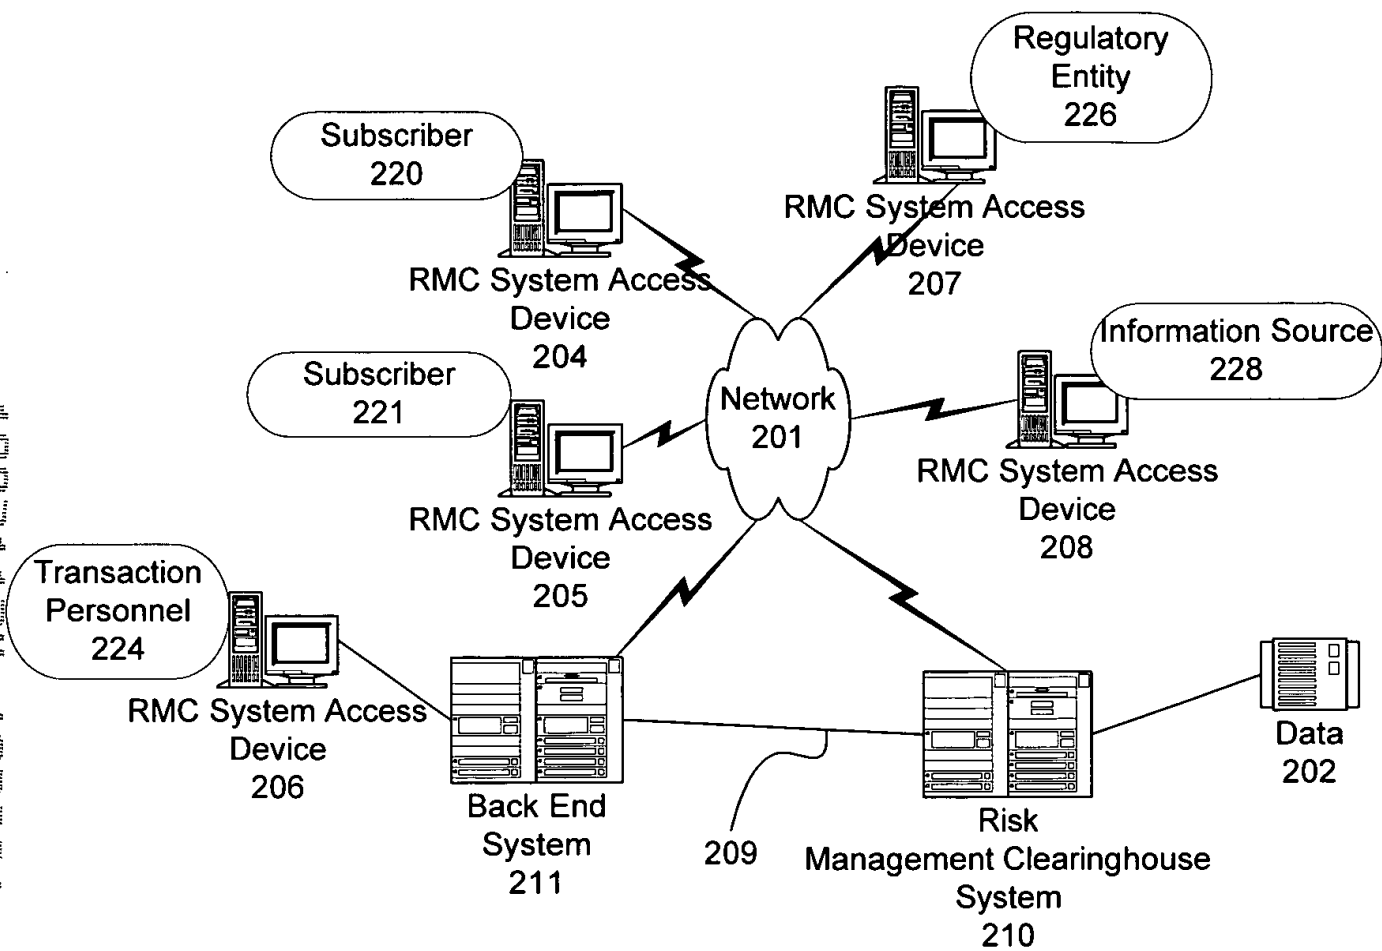 Regulatory
Entity
226
Subscriber
220
RMC System Access
Device
207
RMC System Access
Device
204
Information Source
228
Subscriber
221
Network
201
RMC System Access
Device
208
RMC System Access
Device
205
Transaction
Personnel
224
RMC System Access
Device
206
Data
202
Back End
System
211
209
Risk
Management Clearinghouse
System
210